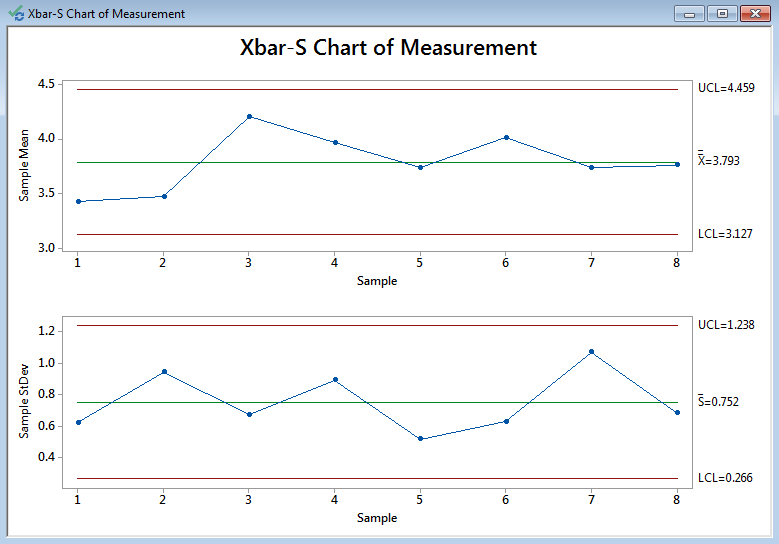 Xbar-S Chart of Measurement
Xbar-S Chart of Measurement
Sample Mean
4.5
4.0
3.5
3.0
UCL=4.459
X̿=3.793
LCL=3.127
1 2 3 4 5 6 7 8
Sample
Sample StDev
1.2
1.0
0.8
0.6
0.4
UCL=1.238
S̅=0.752
LCL=0.266
1 2 3 4 5 6 7 8
Sample